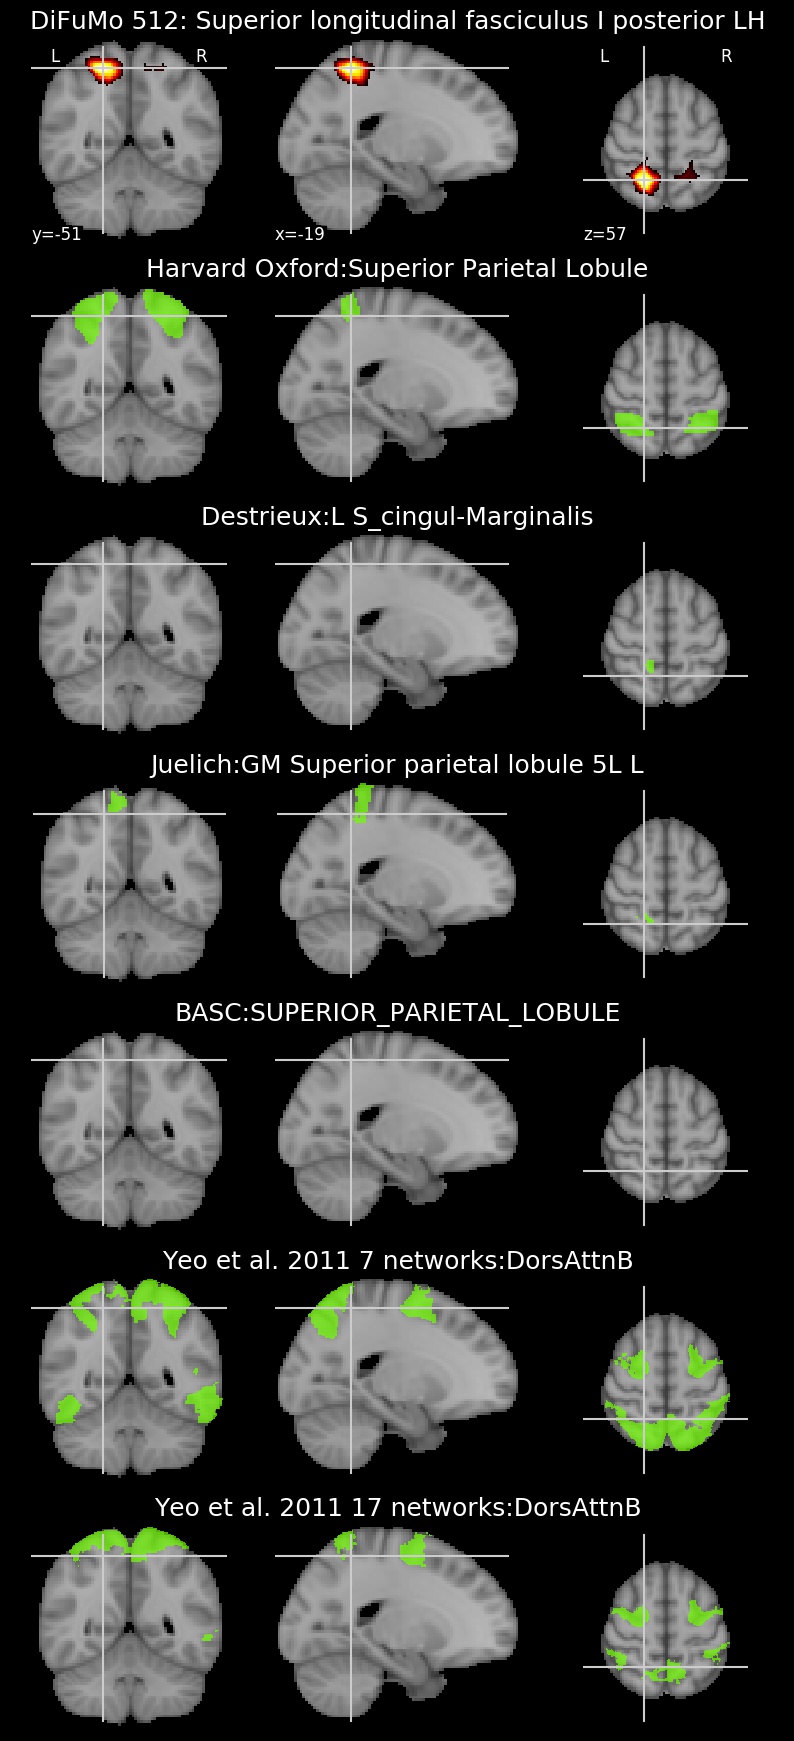 DiFuMo 512: Superior longitudinal fasciculus I posterior LH
L R L R
y=-51 x=-19 z=57
Harvard Oxford:Superior Parietal Lobule
Destrieux:L S_cingul-Marginalis
Juelich:GM Superior parietal lobule 5L L
BASC:SUPERIOR_PARIETAL_LOBULE
Yeo et al. 2011 7 networks:DorsAttnB
Yeo et al. 2011 17 networks:DorsAttnB